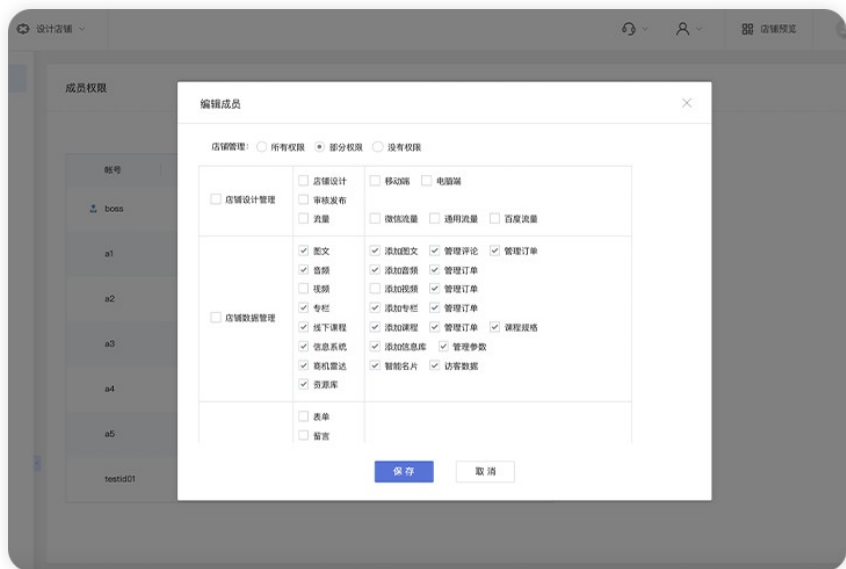 设计店铺
店铺预览
成员权限
编辑成员
店铺管理: 所有权限 部分权限 没有权限
帐号
boss
a1
a2
a3
a4
a5
testid01
店铺设计管理
店铺设计 移动端 电脑端
审核发布
流量 微信流量 通用流量 百度流量
店铺数据管理
图文 添加图文 管理评论 管理订单
音频 添加音频 管理订单
视频 添加视频 管理订单
专栏 添加专栏 管理订单
线下课程 添加课程 管理订单 课程规格
信息系统 添加信息库 管理参数
商机雷达 智能名片 访客数据
资源库
表单
留言
保存 取消